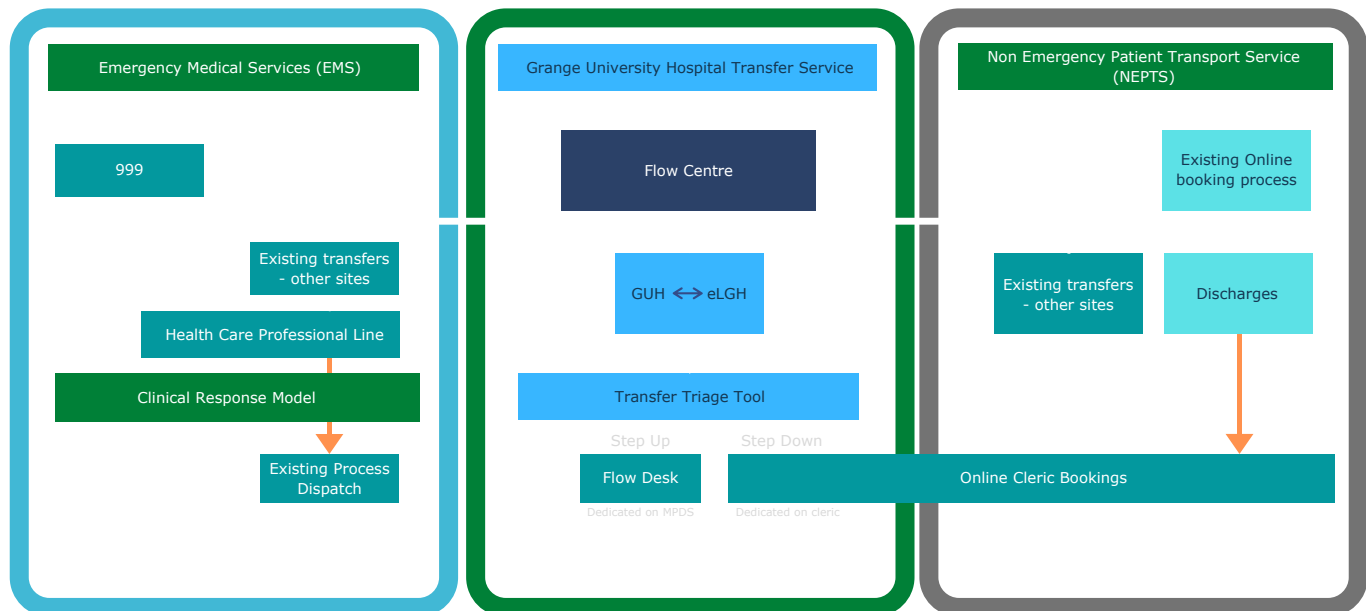 Emergency Medical Services (EMS)
999
Existing transfers
- other sites
Health Care Professional Line
Clinical Response Model
Existing Process
Dispatch
Grange University Hospital Transfer Service
Flow Centre
GUH eLGH
Transfer Triage Tool
Step Up
Step Down
Flow Desk
Dedicated on MPDS
Dedicated on cleric
Non Emergency Patient Transport Service
(NEPTS)
Existing Online
booking process
Existing transfers
- other sites
Discharges
Online Cleric Bookings